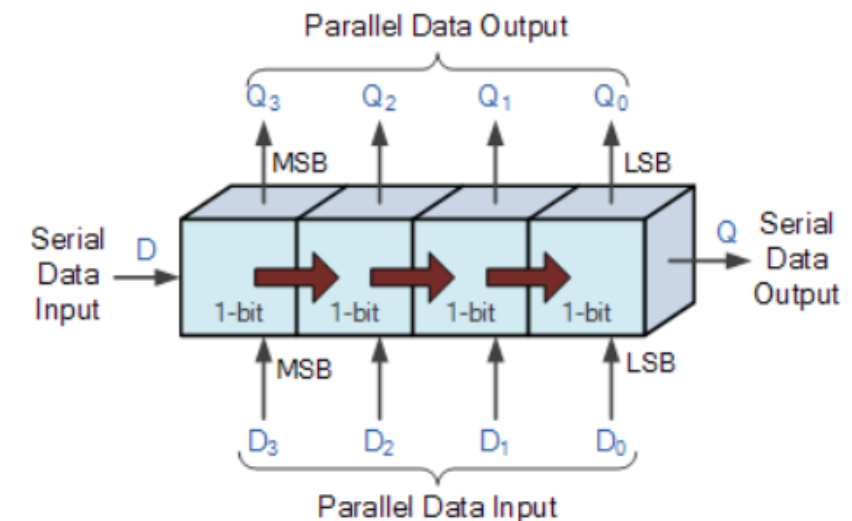 Parallel Data Output
Q₃ Q₂ Q₁ Q₀
MSB LSB
Serial Data Input
D
Q
Serial Data Output
1-bit 1-bit 1-bit 1-bit
MSB LSB
D₃ D₂ D₁ D₀
Parallel Data Input